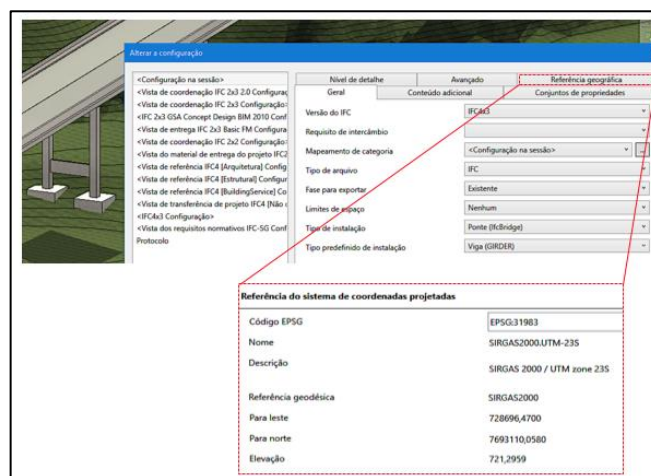 Alterar a configuração
<Configuração na sessão>
<Vista de coordenação IFC 2x3 2.0 Configuraç
<Vista de coordenação IFC 2x3 Configuração>
<IFC 2x3 GSA Concept Design BIM 2010 Conf
<Vista de entrega IFC 2x3 Basic FM Configura
<Vista de coordenação IFC 2x2 Configuração>
<Vista do material de entrega do projeto IFC2
<Vista de referência IFC4 [Arquitetura] Config
<Vista de referência IFC4 [Estrutural] Configur
<Vista de referência IFC4 [BuildingService] Co
<Vista de transferência de projeto IFC4 [Não c
<IFC4x3 Configuração>
<Vista dos requisitos normativos IFC-SG Conf
Protocolo
Nível de detalhe Avançado Referência geográfica
Geral Conteúdo adicional Conjuntos de propriedades
Versão do IFC IFC4x3
Requisito de intercâmbio
Mapeamento de categoria <Configuração na sessão> ...
Tipo de arquivo IFC
Fase para exportar Existente
Limites de espaço Nenhum
Tipo de instalação Ponte (IfcBridge)
Tipo predefinido de instalação Viga (GIRDER)
Referência do sistema de coordenadas projetadas
Código EPSG EPSG:31983
Nome SIRGAS2000.UTM-23S
Descrição SIRGAS 2000 / UTM zone 23S
Referência geodésica SIRGAS2000
Para leste 728696,4700
Para norte 7693110,0580
Elevação 721,2959